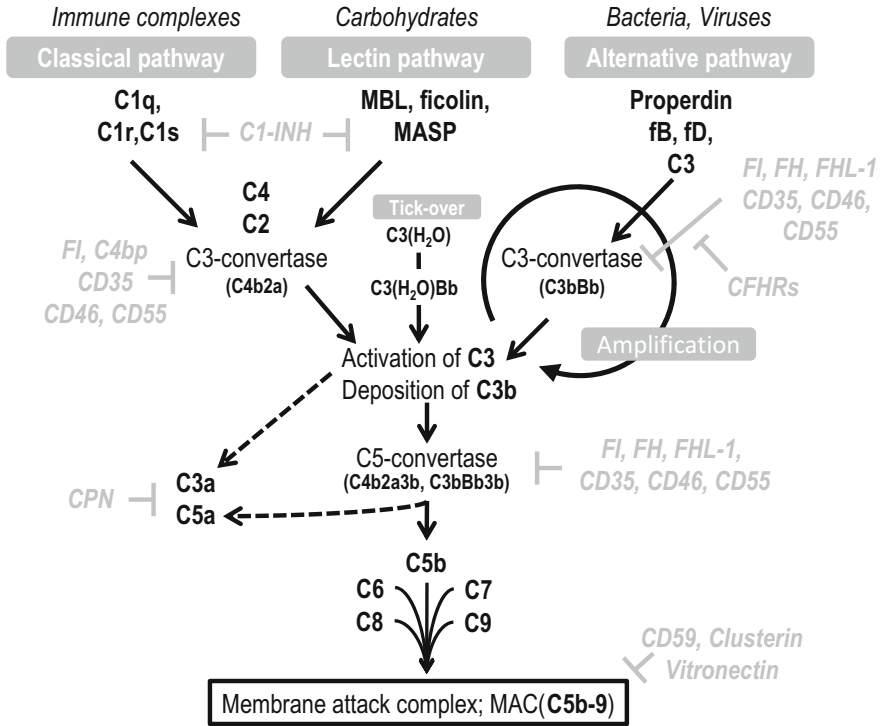 Immune complexes
Carbohydrates
Bacteria, Viruses
Classical pathway
Lectin pathway
Alternative pathway
C1q,
C1r,C1s
C1-INH
MBL, ficolin,
MASP
Properdin
fB, fD,
C3
FI, FH, FHL-1
CD35, CD46,
CD55
C4
C2
C3-convertase
(C4b2a)
FI, C4bp
CD35
CD46, CD55
Tick-over
C3(H₂O)
C3(H₂O)Bb
C3-convertase
(C3bBb)
CFHRs
Amplification
Activation of C3
Deposition of C3b
C5-convertase
(C4b2a3b, C3bBb3b)
FI, FH, FHL-1,
CD35, CD46, CD55
CPN
C3a
C5a
C5b
C6
C7
C8
C9
CD59, Clusterin
Vitronectin
Membrane attack complex; MAC(C5b-9)